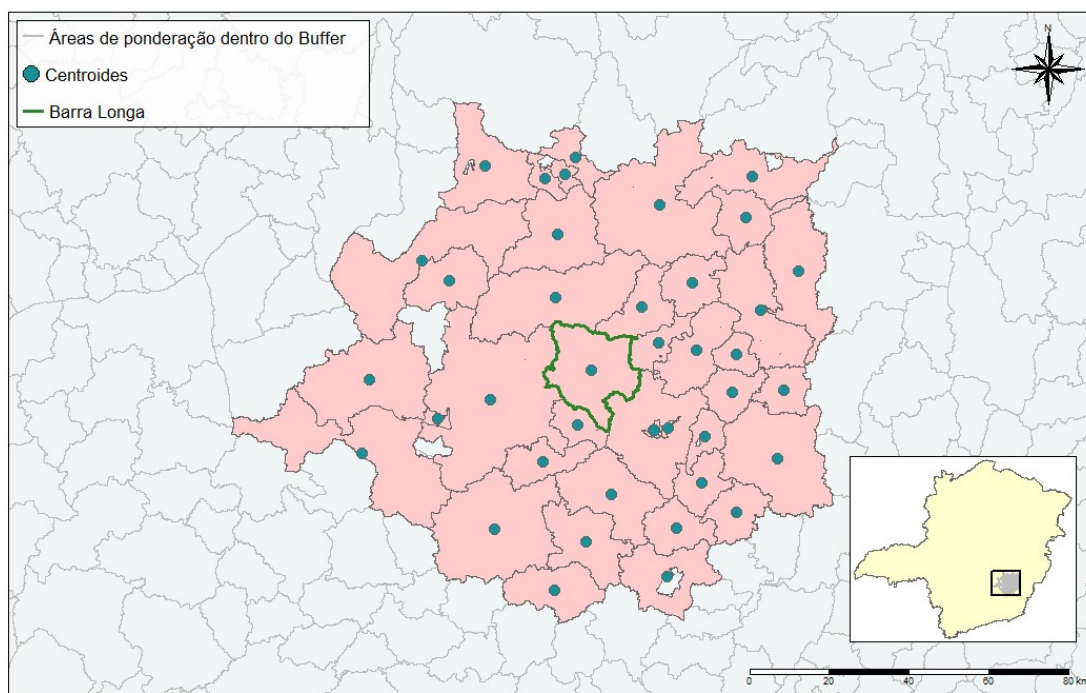 Áreas de ponderação dentro do Buffer
Centroides
Barra Longa
N
0 20 40 60 80 km